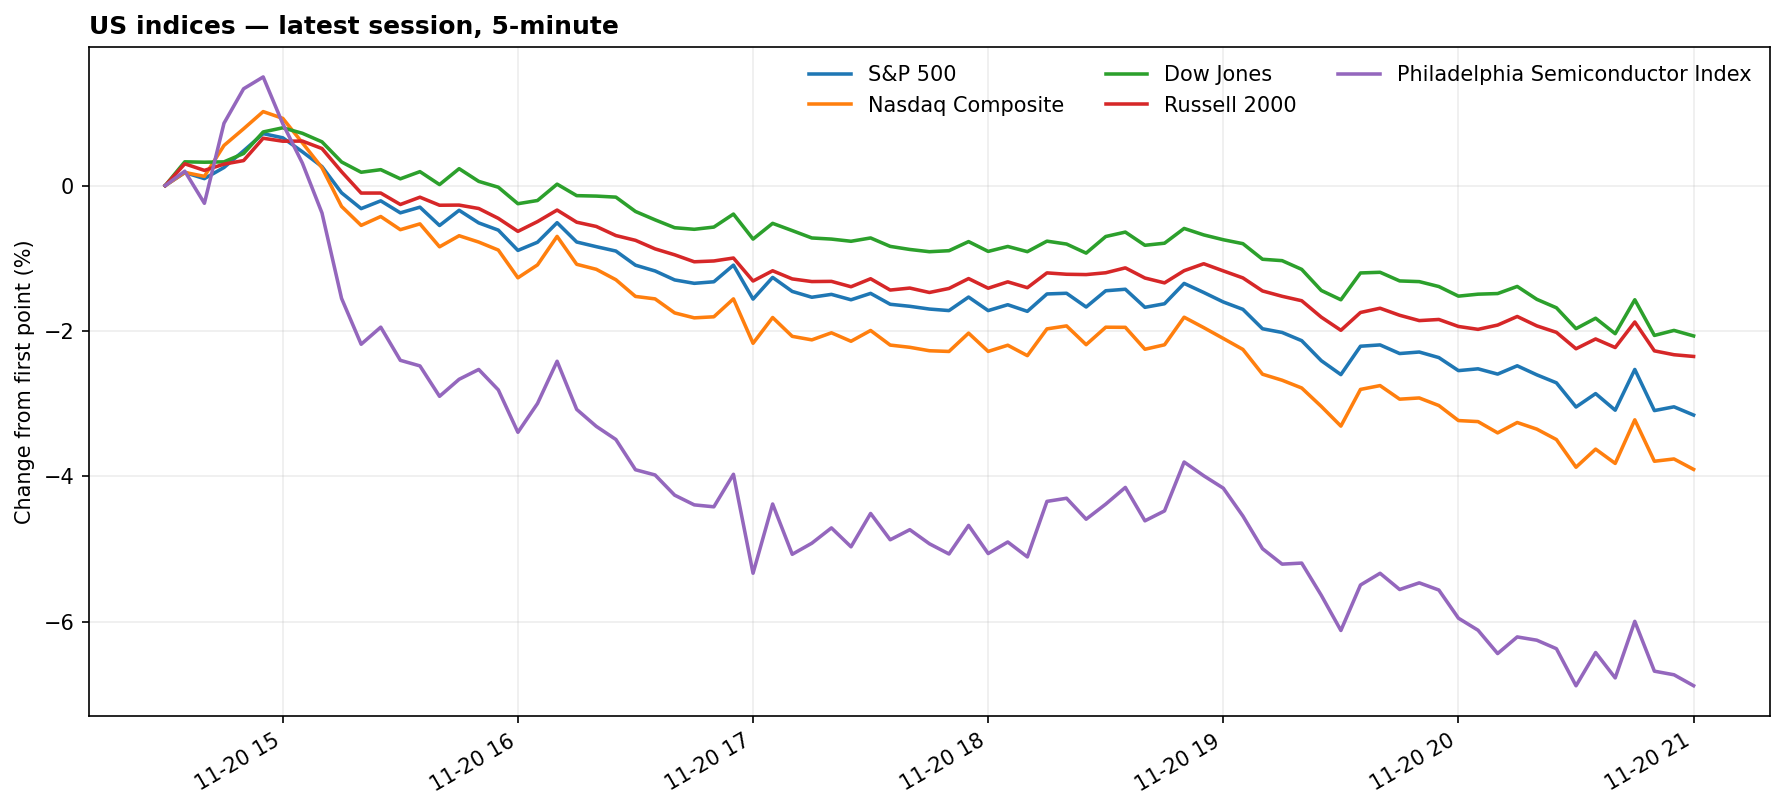 US indices — latest session, 5-minute
S&P 500
Nasdaq Composite
Dow Jones
Russell 2000
Philadelphia Semiconductor Index
Change from first point (%)
0
−2
−4
−6
11-20 15
11-20 16
11-20 17
11-20 18
11-20 19
11-20 20
11-20 21